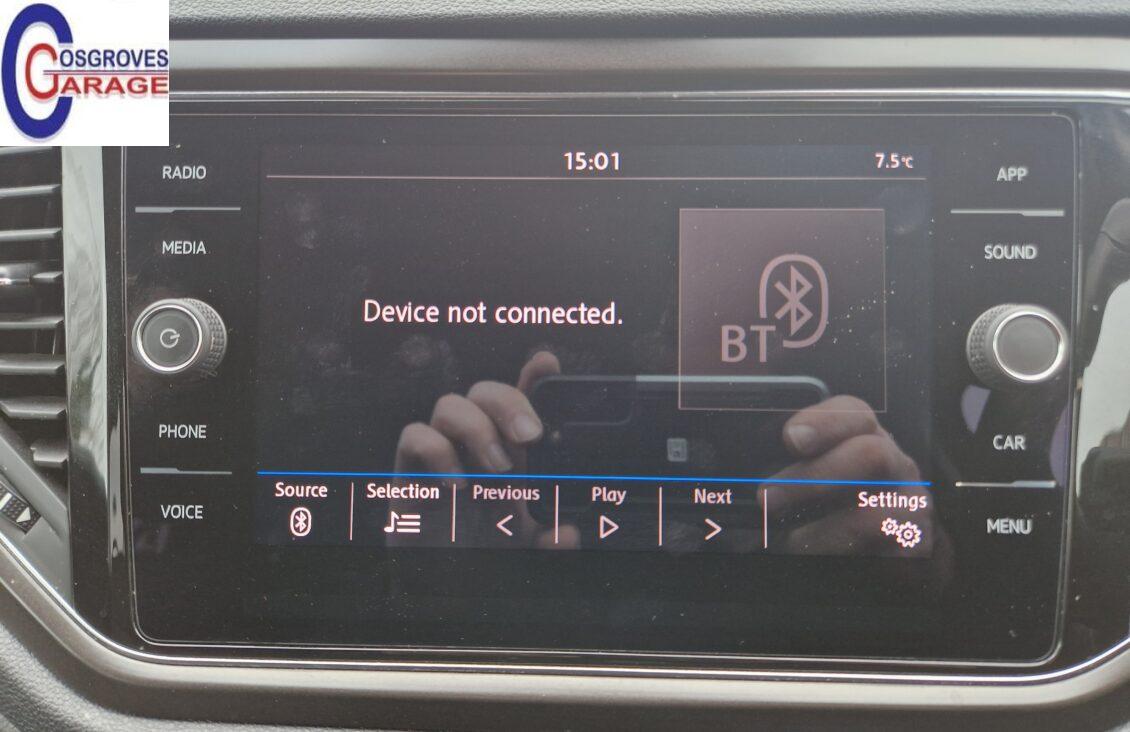 COSGROVES
GARAGE
15:01
7.5°C
RADIO
MEDIA
PHONE
VOICE
Device not connected.
BT
APP
SOUND
CAR
MENU
Source
Selection
Previous
Play
Next
Settings